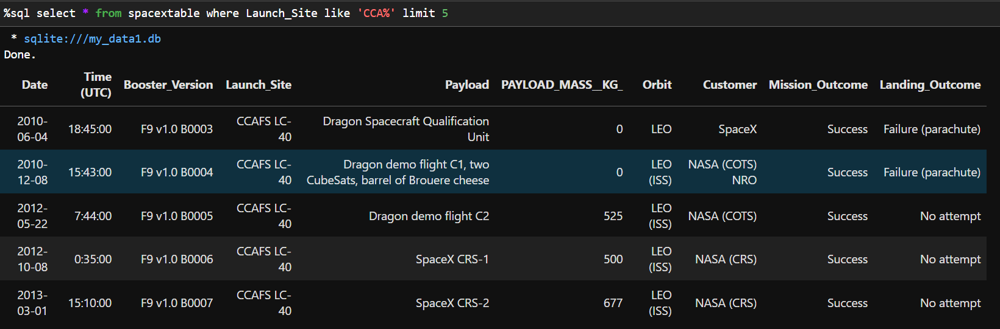 %sql select * from spacextable where Launch_Site like 'CCA%' limit 5
* sqlite:///my_data1.db
Done.
Date Time (UTC) Booster_Version Launch_Site Payload PAYLOAD_MASS__KG_ Orbit Customer Mission_Outcome Landing_Outcome
2010-06-04 18:45:00 F9 v1.0 B0003 CCAFS LC-40 Dragon Spacecraft Qualification Unit 0 LEO SpaceX Success Failure (parachute)
2010-12-08 15:43:00 F9 v1.0 B0004 CCAFS LC-40 Dragon demo flight C1, two CubeSats, barrel of Brouere cheese 0 LEO (ISS) NASA (COTS) NRO Success Failure (parachute)
2012-05-22 7:44:00 F9 v1.0 B0005 CCAFS LC-40 Dragon demo flight C2 525 LEO (ISS) NASA (COTS) Success No attempt
2012-10-08 0:35:00 F9 v1.0 B0006 CCAFS LC-40 SpaceX CRS-1 500 LEO (ISS) NASA (CRS) Success No attempt
2013-03-01 15:10:00 F9 v1.0 B0007 CCAFS LC-40 SpaceX CRS-2 677 LEO (ISS) NASA (CRS) Success No attempt